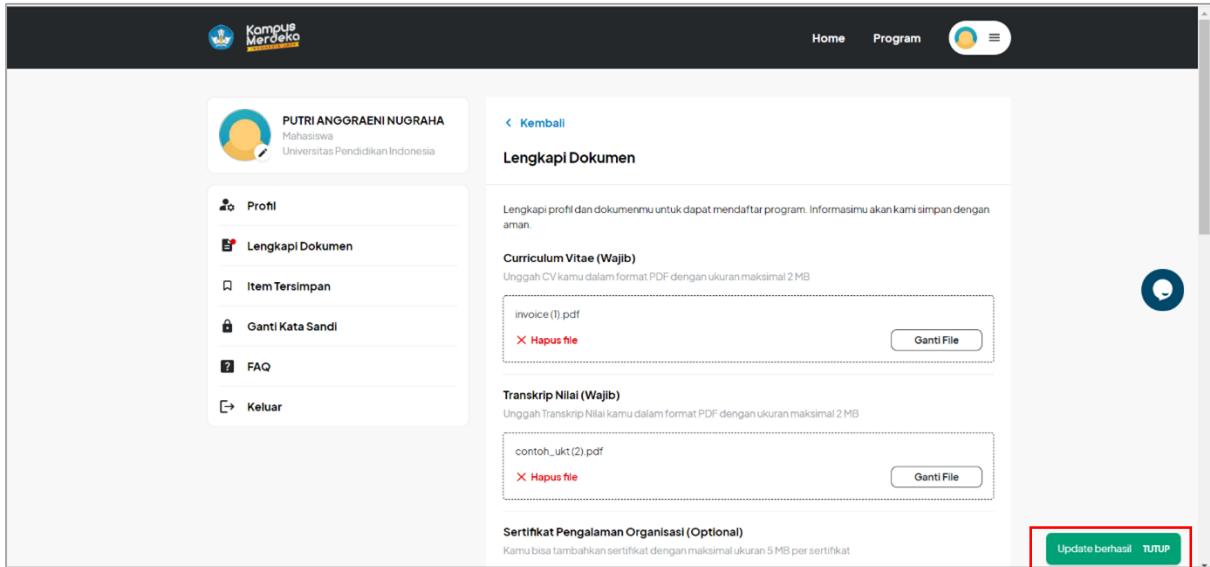 Kampus
Merdeka
INDONESIA JAYA
Home
Program
PUTRI ANGGRAENI NUGRAHA
Mahasiswa
Universitas Pendidikan Indonesia
Profil
Lengkapi Dokumen
Item Tersimpan
Ganti Kata Sandi
FAQ
Keluar
Kembali
Lengkapi Dokumen
Lengkapi profil dan dokumenmu untuk dapat mendaftar program. Informasimu akan kami simpan dengan
aman.
Curriculum Vitae (Wajib)
Unggah CV kamu dalam format PDF dengan ukuran maksimal 2 MB
invoice (1).pdf
Hapus file
Ganti File
Transkrip Nilai (Wajib)
Unggah Transkrip Nilai kamu dalam format PDF dengan ukuran maksimal 2 MB
contoh_ukt (2).pdf
Hapus file
Ganti File
Sertifikat Pengalaman Organisasi (Optional)
Kamu bisa tambahkan sertifikat dengan maksimal ukuran 5 MB per sertifikat
Update berhasil TUTUP